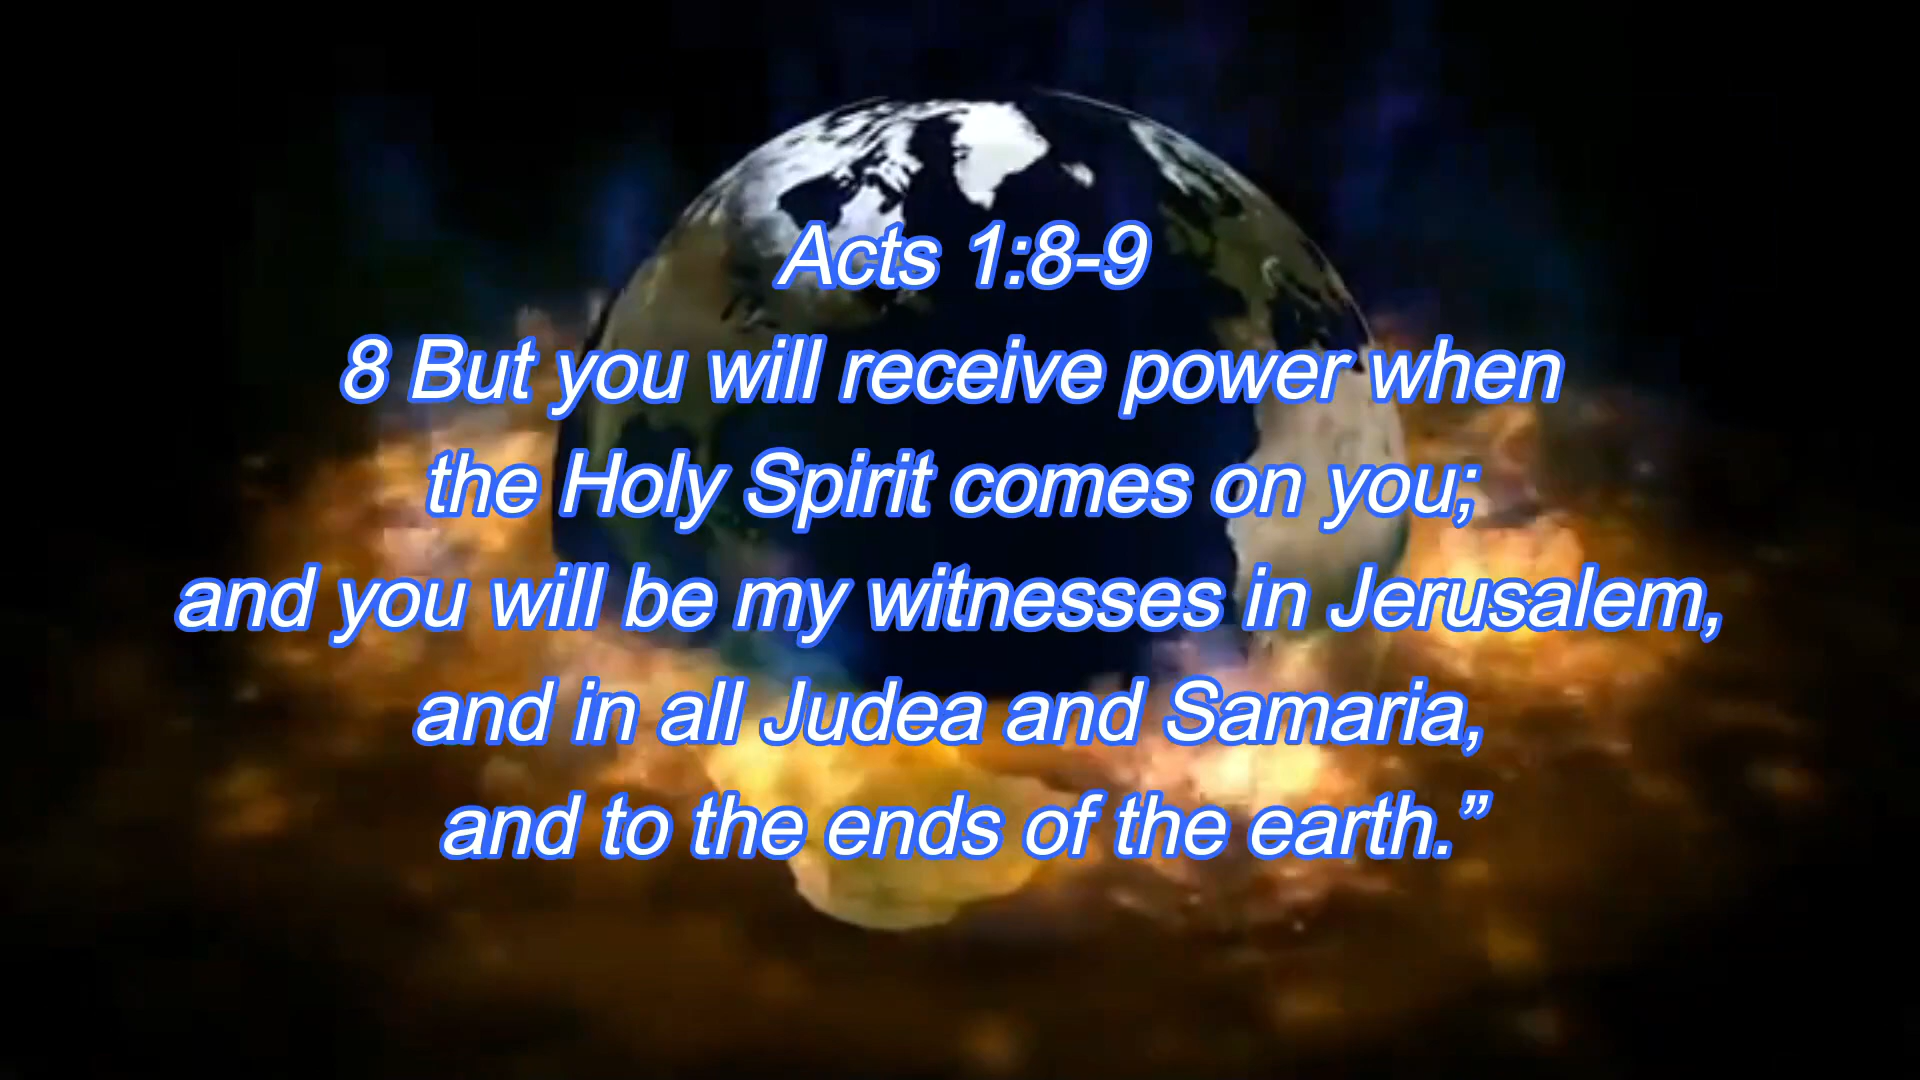 Acts 1:8-9
8 But you will receive power when
the Holy Spirit comes on you;
and you will be my witnesses in Jerusalem,
and in all Judea and Samaria,
and to the ends of the earth.”